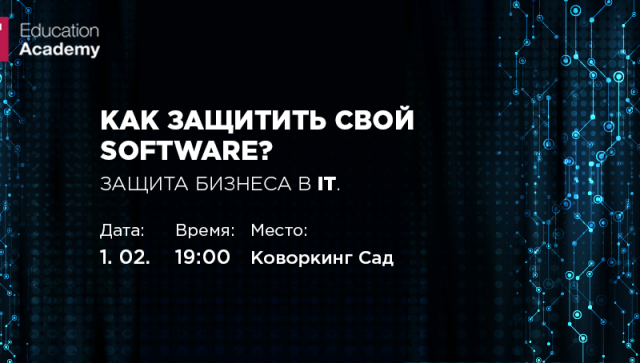 Education
Academy
КАК ЗАЩИТИТЬ СВОЙ
SOFTWARE?
ЗАЩИТА БИЗНЕСА В IT.
Дата: Время: Место:
1. 02. 19:00 Коворкинг Сад